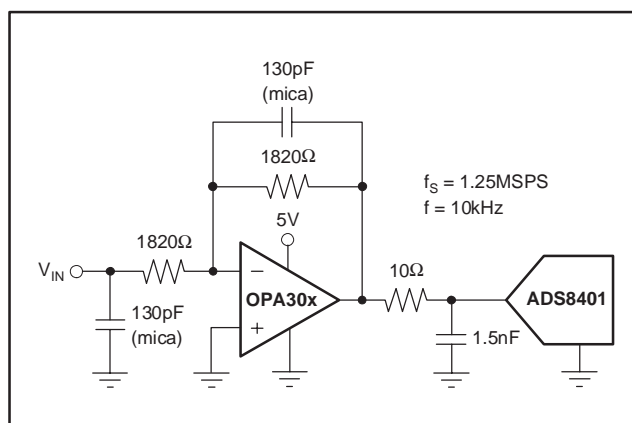 130pF
(mica)
1820Ω
f_S = 1.25MSPS
f = 10kHz
5V
1820Ω
V_IN
−
OPA30x
+
10Ω
ADS8401
130pF
(mica)
1.5nF